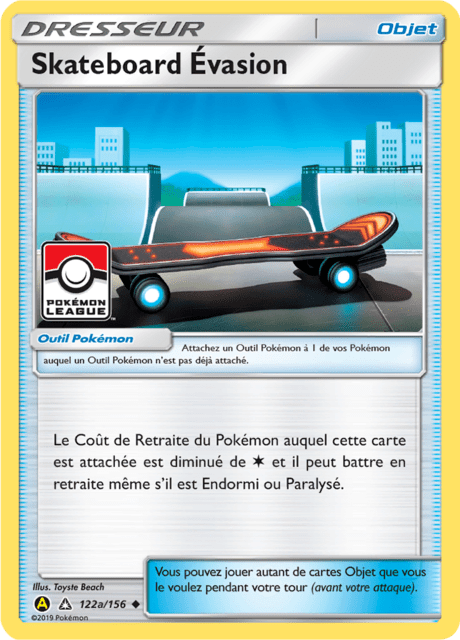 DRESSEUR
Objet
Skateboard Évasion
POKÉMON
LEAGUE
Outil Pokémon
Attachez un Outil Pokémon à 1 de vos Pokémon
auquel un Outil Pokémon n'est pas déjà attaché.
Le Coût de Retraite du Pokémon auquel cette carte
est attachée est diminué de ✶ et il peut battre en
retraite même s'il est Endormi ou Paralysé.
Vous pouvez jouer autant de cartes Objet que vous
le voulez pendant votre tour (avant votre attaque).
Illus. Toyste Beach
A 122a/156
©2019 Pokémon